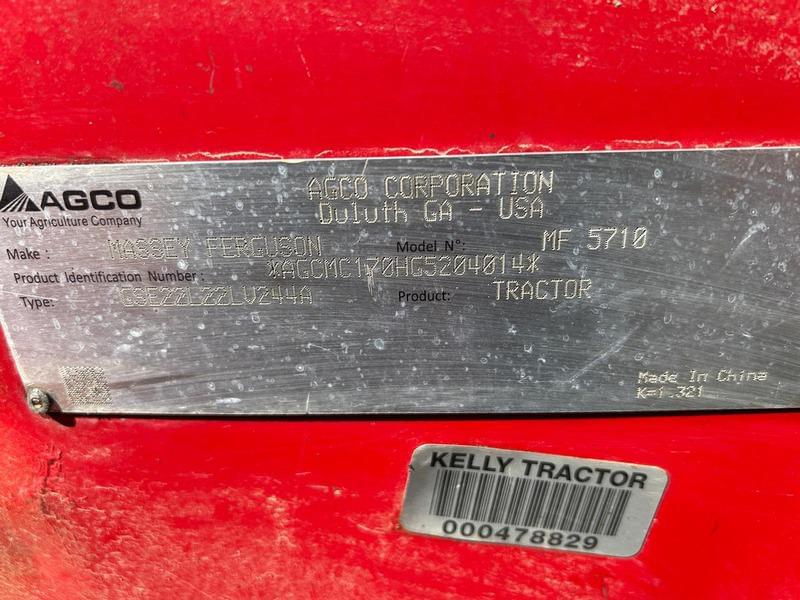 AGCO
Your Agriculture Company
AGCO CORPORATION
Duluth GA - USA
Make : MASSEY FERGUSON Model N°: MF 5710
Product Identification Number : *AGCMC170HG5204014*
Type: GSE22L22LV244A Product: TRACTOR
Made In China
K=1.321
KELLY TRACTOR
000478829